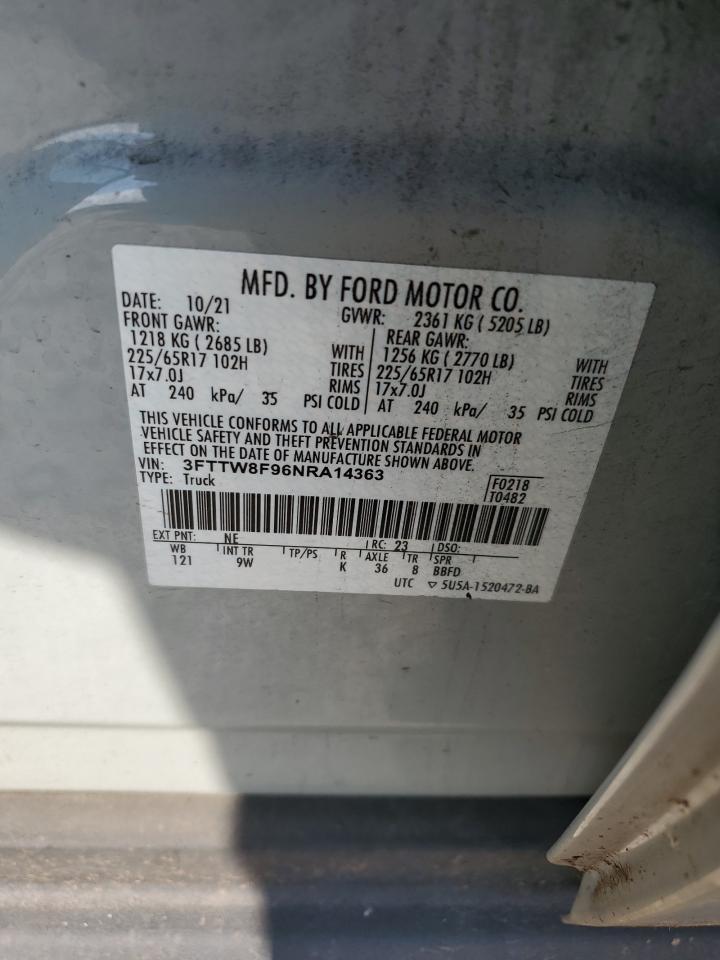 MFD. BY FORD MOTOR CO.
DATE: 10/21 GVWR: 2361 KG ( 5205 LB)
FRONT GAWR: REAR GAWR:
1218 KG ( 2685 LB) WITH 1256 KG ( 2770 LB) WITH
225/65R17 102H TIRES 225/65R17 102H TIRES
17x7.0J RIMS 17x7.0J RIMS
AT 240 kPa/ 35 PSI COLD AT 240 kPa/ 35 PSI COLD
THIS VEHICLE CONFORMS TO ALL APPLICABLE FEDERAL MOTOR
VEHICLE SAFETY AND THEFT PREVENTION STANDARDS IN
EFFECT ON THE DATE OF MANUFACTURE SHOWN ABOVE.
VIN: 3FTTW8F96NRA14363
TYPE: Truck
F0218
T0482
EXT PNT: NE RC: 23 DSO:
WB INT TR TP/PS R AXLE TR SPR
121 9W K 36 8 BBFD
UTC ▽ 5U5A-1520472-BA